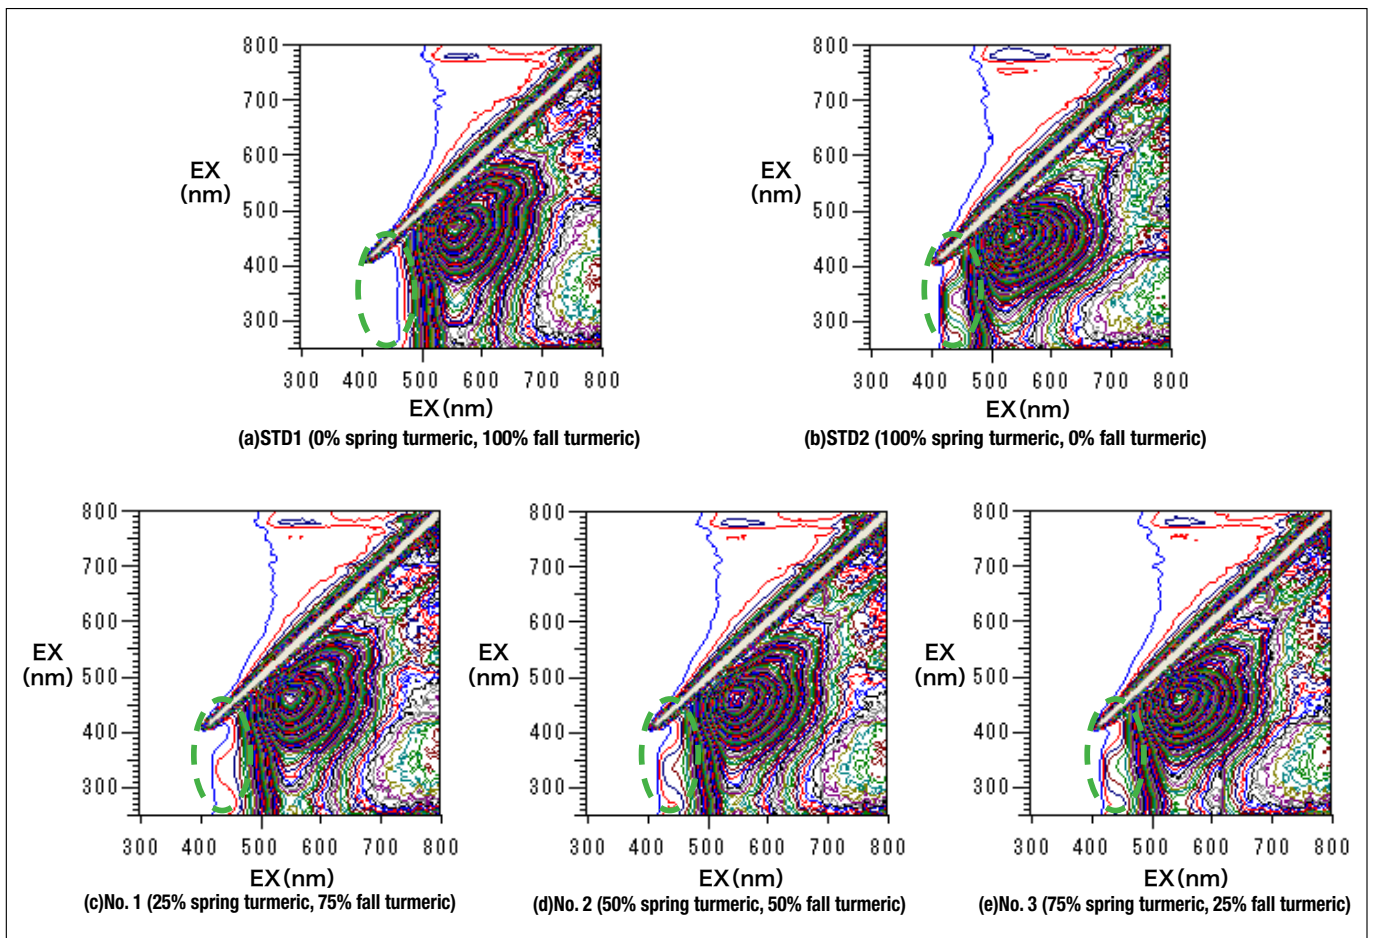 800
700
600
EX
(nm)
500
400
300
300 400 500 600 700 800
EX(nm)
(a)STD1 (0% spring turmeric, 100% fall turmeric)
800
700
600
EX
(nm)
500
400
300
300 400 500 600 700 800
EX(nm)
(b)STD2 (100% spring turmeric, 0% fall turmeric)
800
700
600
EX
(nm)
500
400
300
300 400 500 600 700 800
EX(nm)
(c)No. 1 (25% spring turmeric, 75% fall turmeric)
800
700
600
EX
(nm)
500
400
300
300 400 500 600 700 800
EX(nm)
(d)No. 2 (50% spring turmeric, 50% fall turmeric)
800
700
600
EX
(nm)
500
400
300
300 400 500 600 700 800
EX(nm)
(e)No. 3 (75% spring turmeric, 25% fall turmeric)